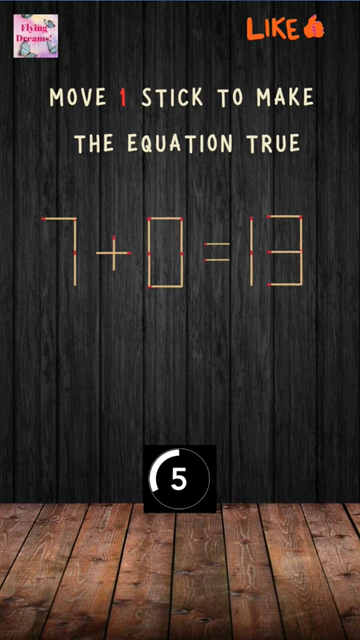 Flying
Dreams!
LIKE
MOVE 1 STICK TO MAKE
THE EQUATION TRUE
7+0=13
5